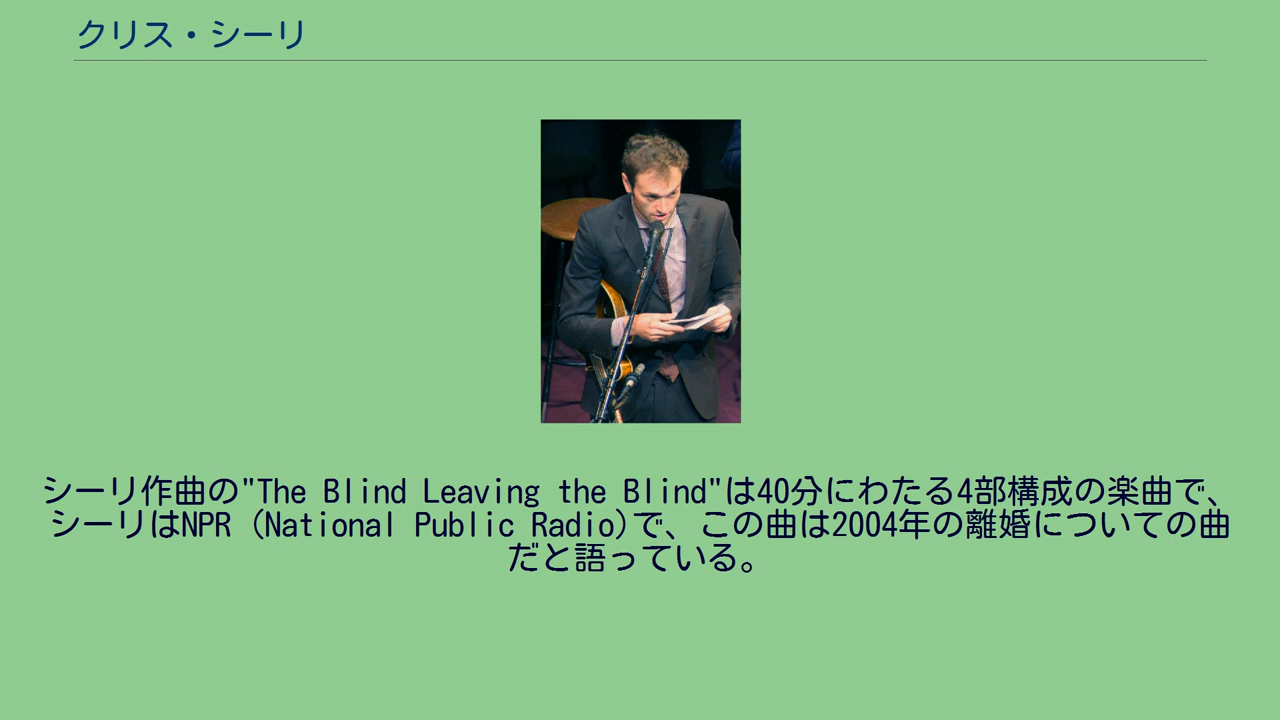 クリス・シーリ
シーリ作曲の"The Blind Leaving the Blind"は40分にわたる4部構成の楽曲で、
シーリはNPR (National Public Radio)で、この曲は2004年の離婚についての曲
だと語っている。